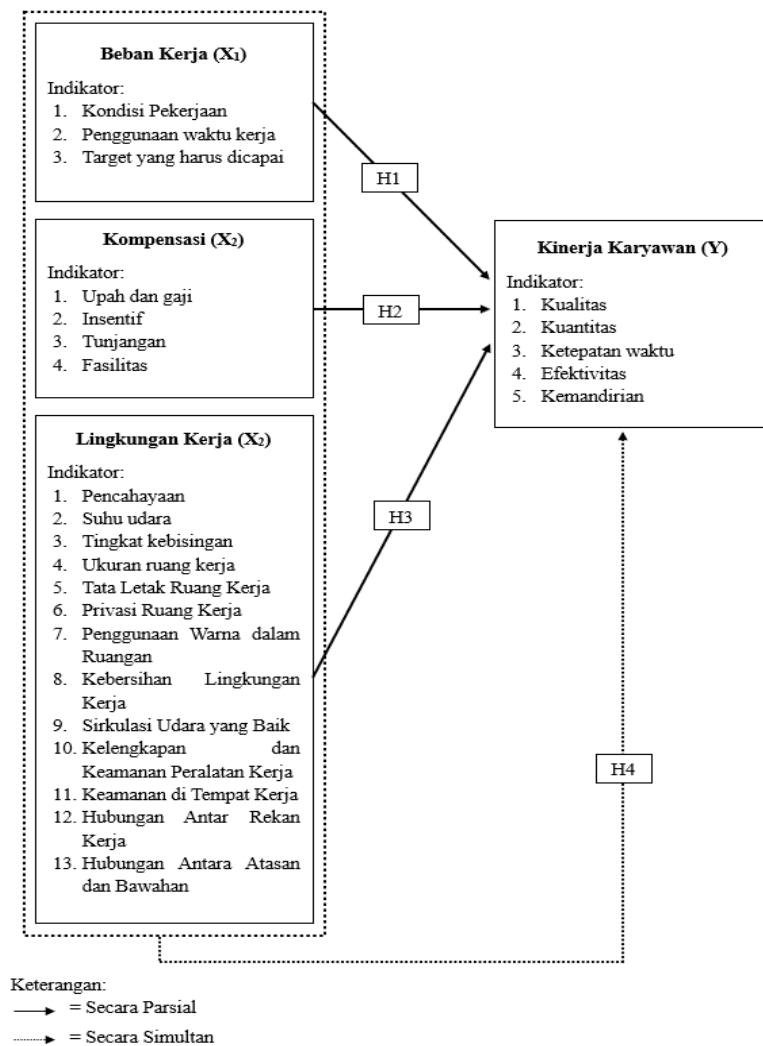 Beban Kerja (X₁)
Indikator:
1. Kondisi Pekerjaan
2. Penggunaan waktu kerja
3. Target yang harus dicapai
H1
Kompensasi (X₂)
Indikator:
1. Upah dan gaji
2. Insentif
3. Tunjangan
4. Fasilitas
H2
Kinerja Karyawan (Y)
Indikator:
1. Kualitas
2. Kuantitas
3. Ketepatan waktu
4. Efektivitas
5. Kemandirian
Lingkungan Kerja (X₂)
Indikator:
1. Pencahayaan
2. Suhu udara
3. Tingkat kebisingan
4. Ukuran ruang kerja
5. Tata Letak Ruang Kerja
6. Privasi Ruang Kerja
7. Penggunaan Warna dalam
Ruangan
8. Kebersihan Lingkungan
Kerja
9. Sirkulasi Udara yang Baik
10. Kelengkapan dan
Keamanan Peralatan Kerja
11. Keamanan di Tempat Kerja
12. Hubungan Antar Rekan
Kerja
13. Hubungan Antara Atasan
dan Bawahan
H3
H4
Keterangan:
= Secara Parsial
= Secara Simultan